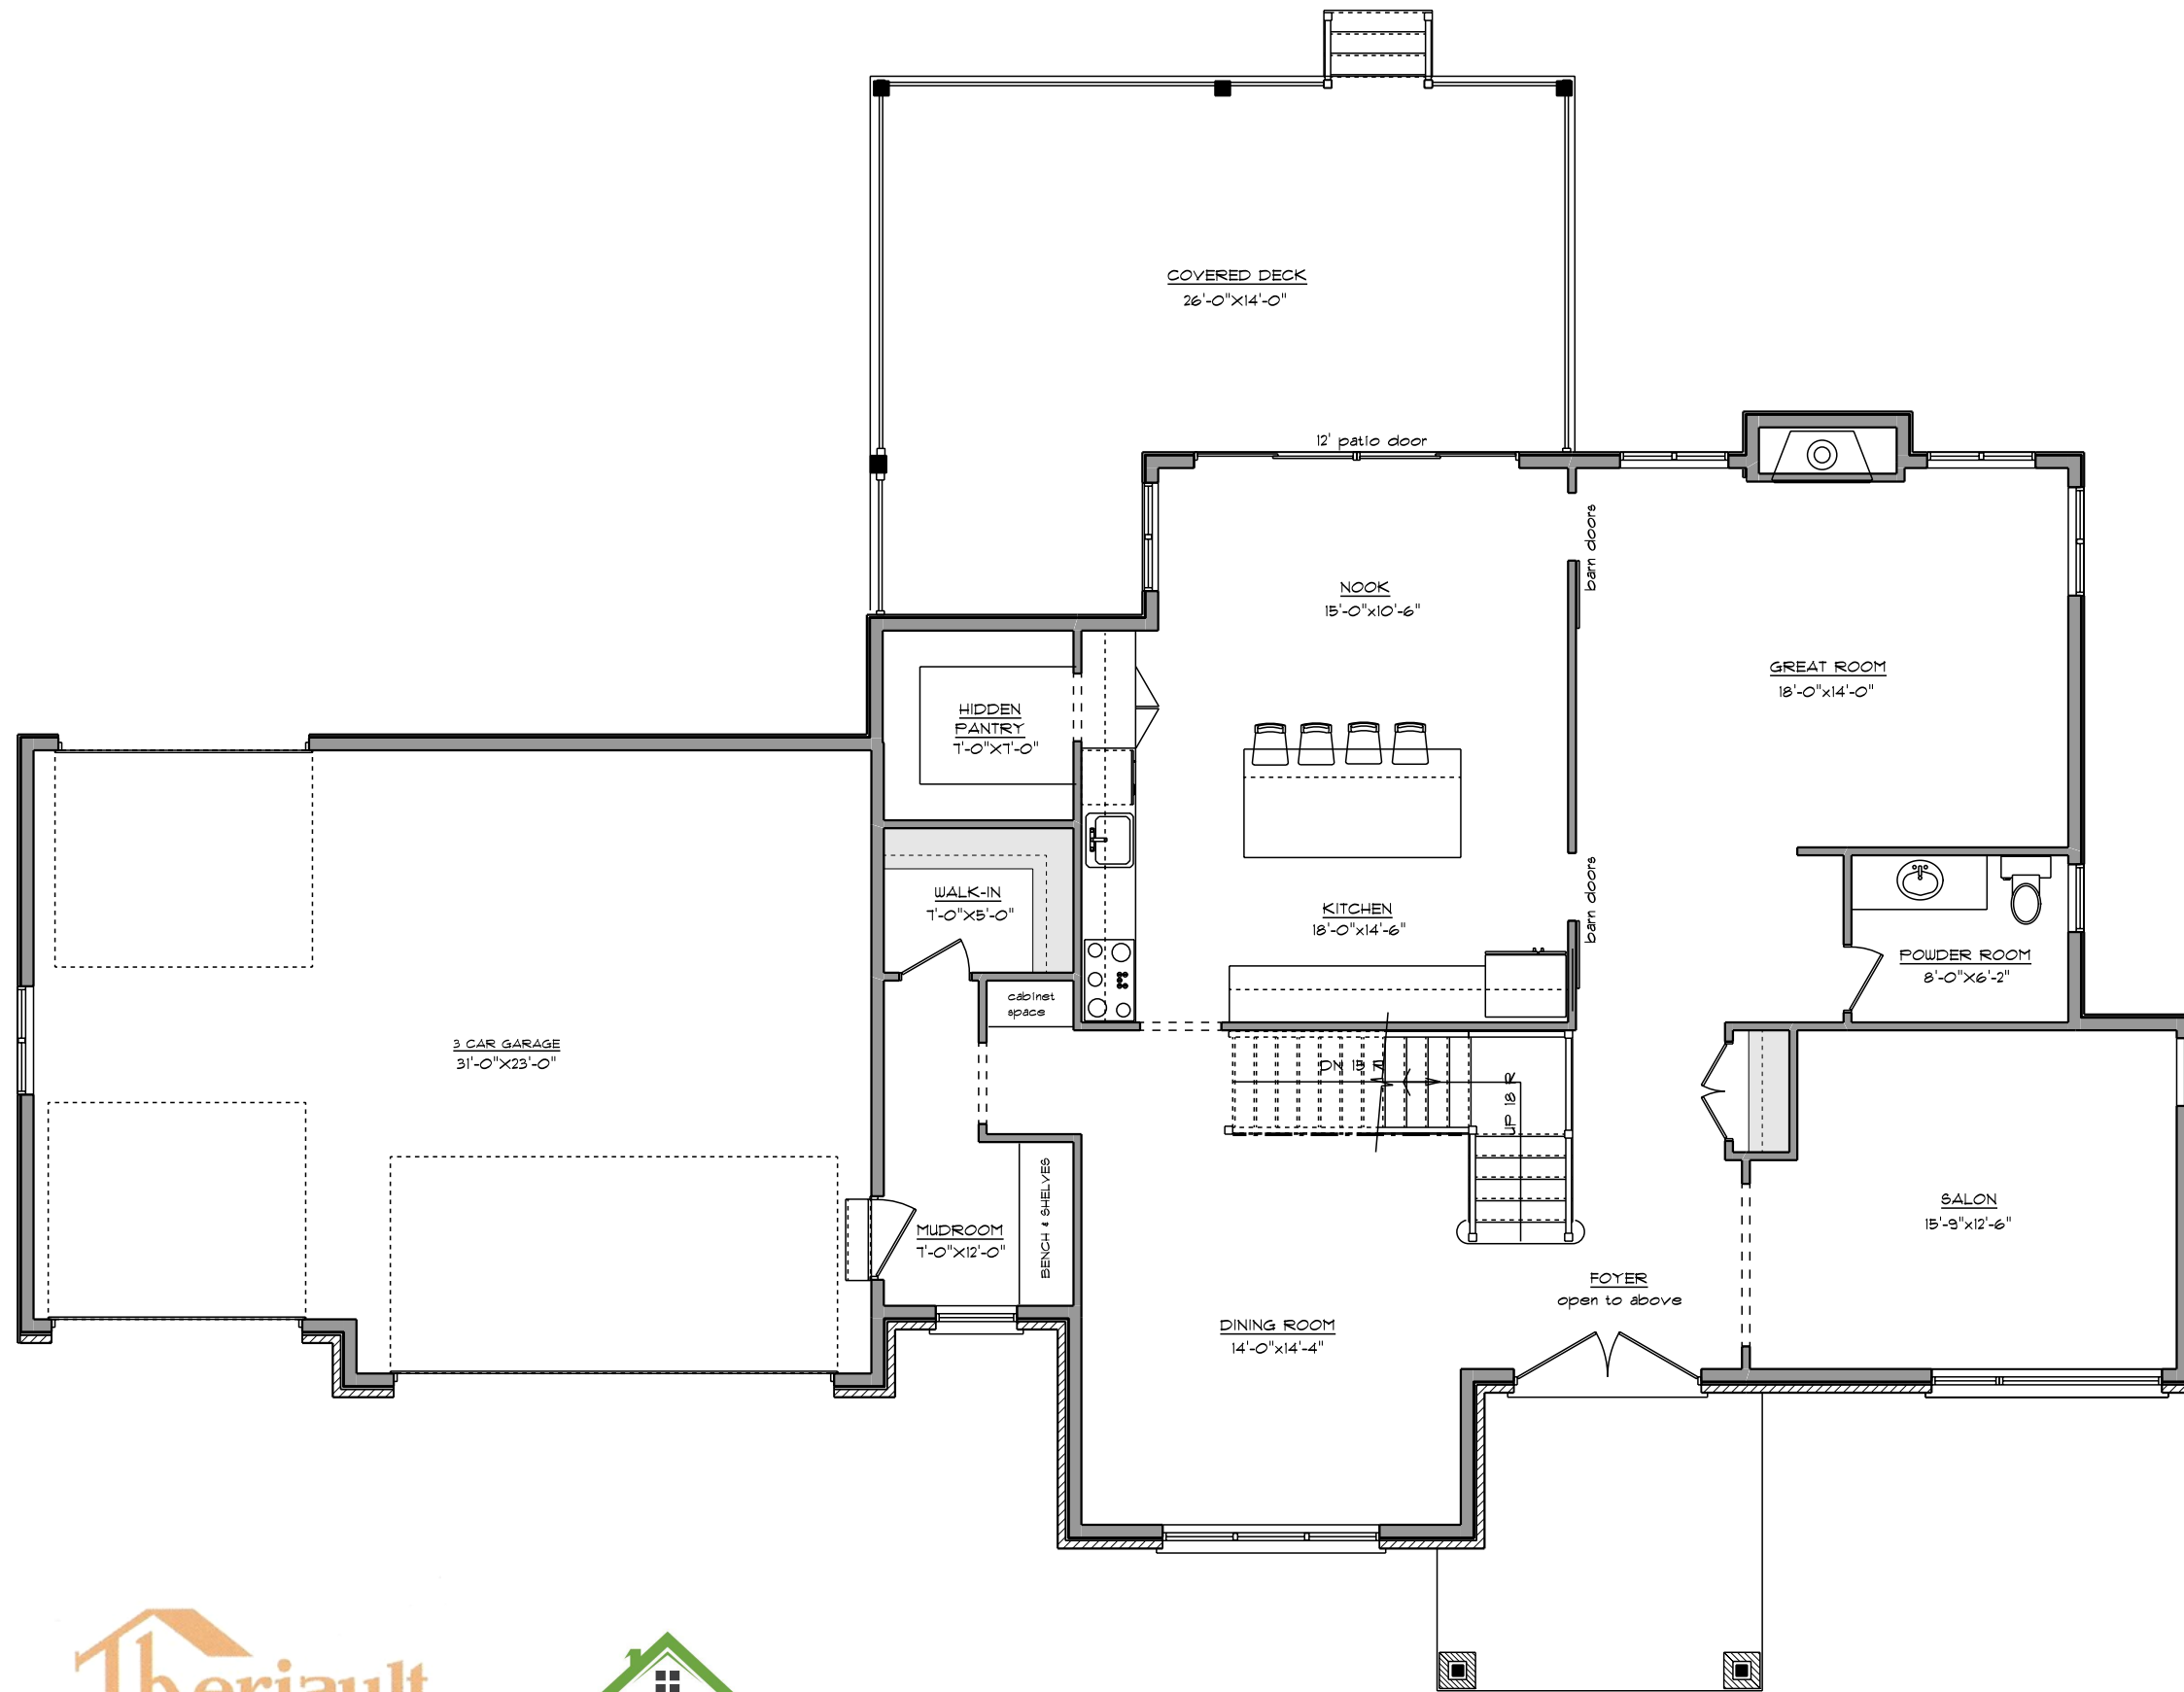 COVERED DECK
26'-0"X14'-0"
12' patio door
barn doors
NOOK
15'-0"x10'-6"
GREAT ROOM
18'-0"x14'-0"
HIDDEN
PANTRY
7'-0"X7'-0"
WALK-IN
7'-0"X5'-0"
KITCHEN
18'-0"x14'-6"
barn doors
POWDER ROOM
8'-0"X6'-2"
cabinet
space
3 CAR GARAGE
31'-0"X23'-0"
DN 15 R
UP 18 R
BENCH & SHELVES
SALON
15'-9"x12'-6"
MUDROOM
7'-0"X12'-0"
FOYER
open to above
DINING ROOM
14'-0"x14'-4"
Theriault